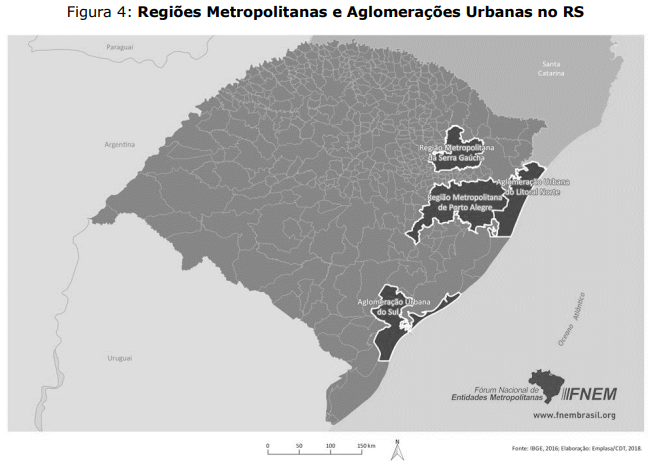 Figura 4: Regiões Metropolitanas e Aglomerações Urbanas no RS
Paraguai
Santa
Catarina
Argentina
Região Metropolitana
da Serra Gaúcha
Aglomeração Urbana
do Litoral Norte
Região Metropolitana
de Porto Alegre
Aglomeração Urbana
do Sul
Oceano Atlântico
Uruguai
Fórum Nacional de
Entidades Metropolitanas
FNEM
www.fnembrasil.org
0 50 100 150 km
N
Fonte: IBGE, 2016; Elaboração: Emplasa/CDT, 2018.